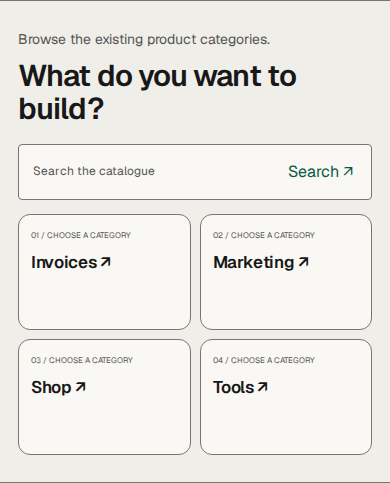 Browse the existing product categories.
What do you want to
build?
Search the catalogue
Search ↗
01 / CHOOSE A CATEGORY
Invoices ↗
02 / CHOOSE A CATEGORY
Marketing ↗
03 / CHOOSE A CATEGORY
Shop ↗
04 / CHOOSE A CATEGORY
Tools ↗